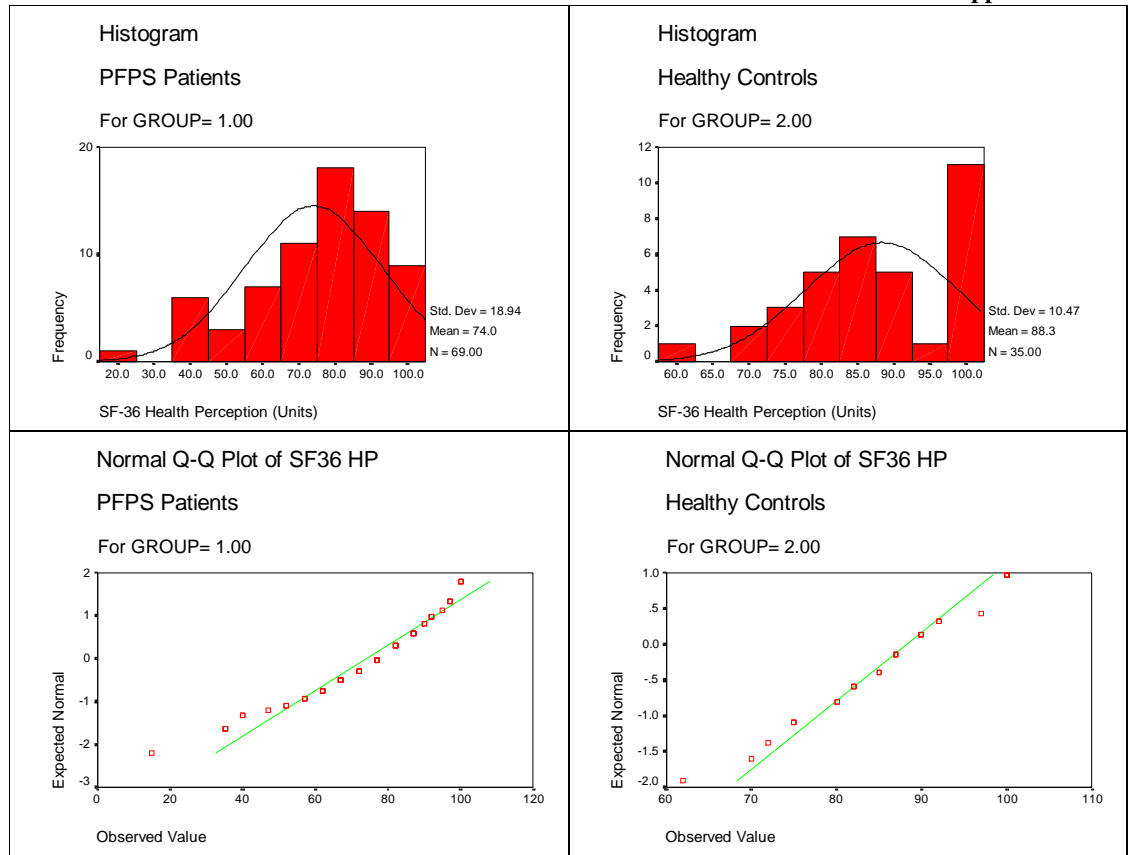 Histogram
PFPS Patients
For GROUP= 1.00
20
10
0
Frequency
20.0 30.0 40.0 50.0 60.0 70.0 80.0 90.0 100.0
Std. Dev = 18.94
Mean = 74.0
N = 69.00
SF-36 Health Perception (Units)
Histogram
Healthy Controls
For GROUP= 2.00
12
10
8
6
4
2
0
Frequency
60.0 65.0 70.0 75.0 80.0 85.0 90.0 95.0 100.0
Std. Dev = 10.47
Mean = 88.3
N = 35.00
SF-36 Health Perception (Units)
Normal Q-Q Plot of SF36 HP
PFPS Patients
For GROUP= 1.00
2
1
0
-1
-2
-3
Expected Normal
0 20 40 60 80 100 120
Observed Value
Normal Q-Q Plot of SF36 HP
Healthy Controls
For GROUP= 2.00
1.0
.5
0.0
-.5
-1.0
-1.5
-2.0
Expected Normal
60 70 80 90 100 110
Observed Value